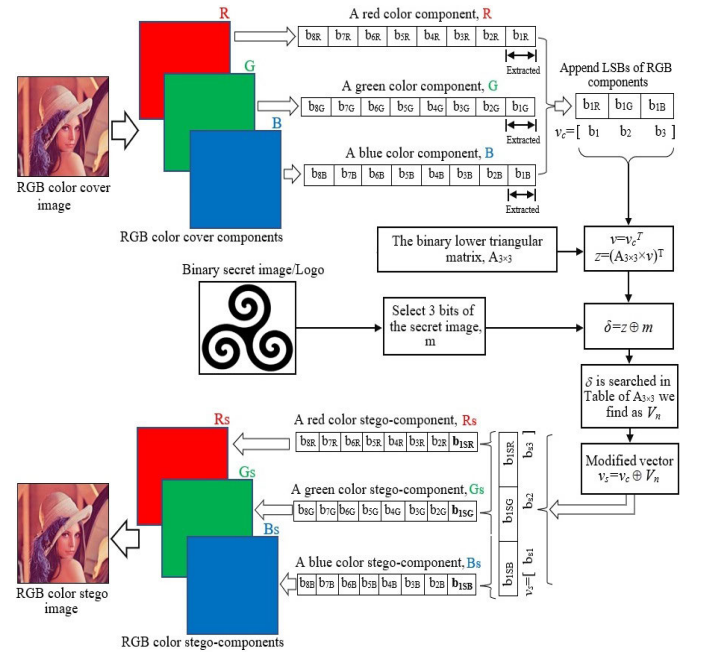 R
A red color component, R
b8R b7R b6R b5R b4R b3R b2R b1R
Extracted
G
A green color component, G
b8G b7G b6G b5G b4G b3G b2G b1G
Extracted
B
A blue color component, B
b8B b7B b6B b5B b4B b3B b2B b1B
Extracted
Append LSBs of RGB
components
b1R b1G b1B
vc=[ b1 b2 b3 ]
RGB color cover
image
RGB color cover components
The binary lower triangular
matrix, A3×3
v=vcT
z=(A3×3×v)T
Binary secret image/Logo
Select 3 bits of
the secret image,
m
δ=z⊕m
δ is searched in
Table of A3×3 we
find as Vn
Modified vector
vs=vc⊕Vn
Rs
A red color stego-component, Rs
b8R b7R b6R b5R b4R b3R b2R b1SR
Gs
A green color stego-component, Gs
b8G b7G b6G b5G b4G b3G b2G b1SG
Bs
A blue color stego-component, Bs
b8B b7B b6B b5B b4B b3B b2B b1SB
b1SB b1SG b1SR
vs=[ bs1 bs2 bs3 ]
RGB color stego
image
RGB color stego-components